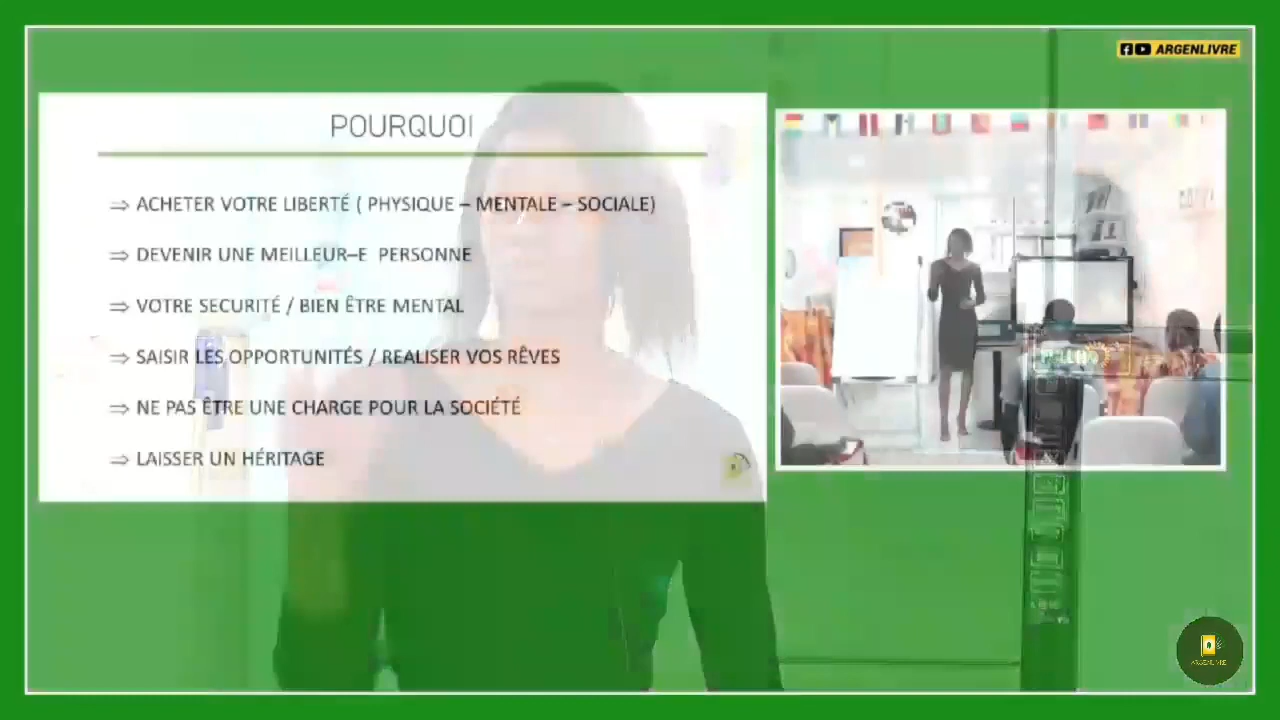 ARGENLIVRE
POURQUOI
⇒ ACHETER VOTRE LIBERTÉ ( PHYSIQUE – MENTALE – SOCIALE)
⇒ DEVENIR UNE MEILLEUR–E PERSONNE
⇒ VOTRE SECURITÉ / BIEN ÊTRE MENTAL
⇒ SAISIR LES OPPORTUNITÉS / REALISER VOS RÊVES
⇒ NE PAS ÊTRE UNE CHARGE POUR LA SOCIÉTÉ
⇒ LAISSER UN HÉRITAGE
ARGENLIVRE